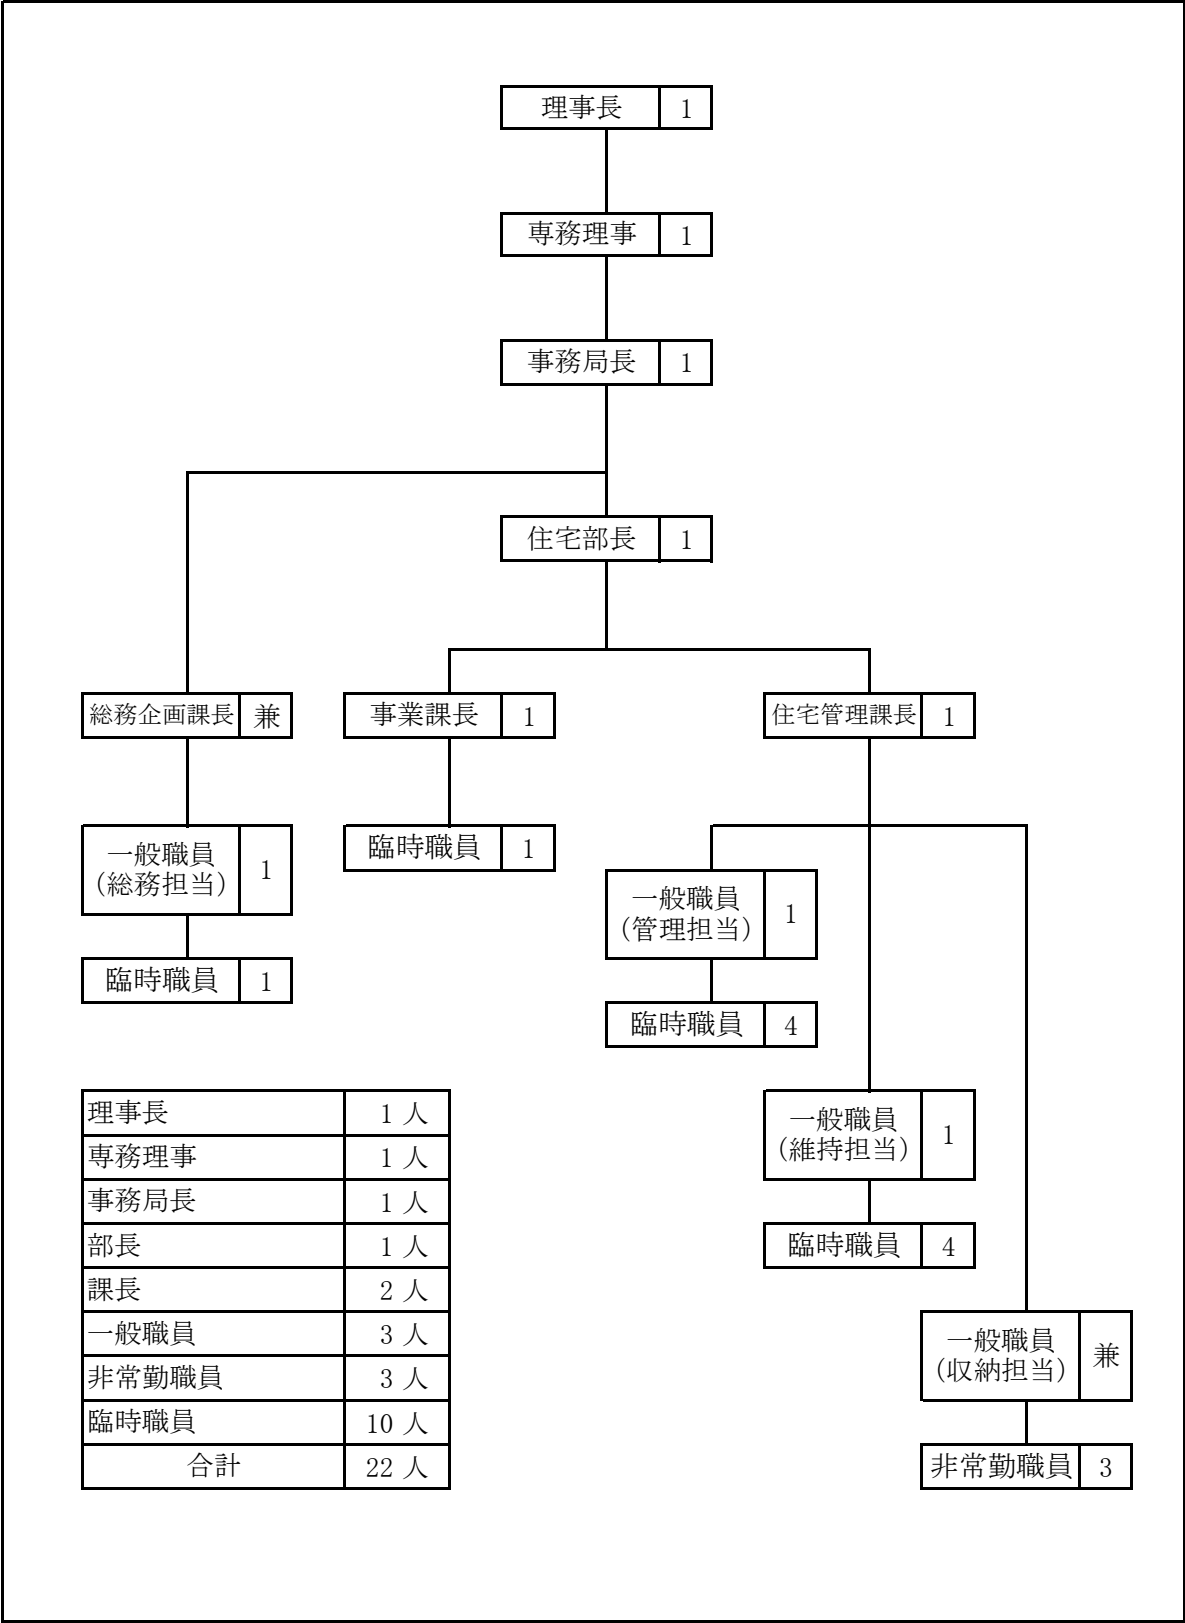 理事長 1
専務理事 1
事務局長 1
住宅部長 1
総務企画課長 兼
事業課長 1
住宅管理課長 1
一般職員
(総務担当)
1
臨時職員 1
臨時職員 1
一般職員
(管理担当)
1
臨時職員 4
一般職員
(維持担当)
1
臨時職員 4
一般職員
(収納担当)
兼
非常勤職員 3
理事長 1 人
専務理事 1 人
事務局長 1 人
部長 1 人
課長 2 人
一般職員 3 人
非常勤職員 3 人
臨時職員 10 人
合計 22 人